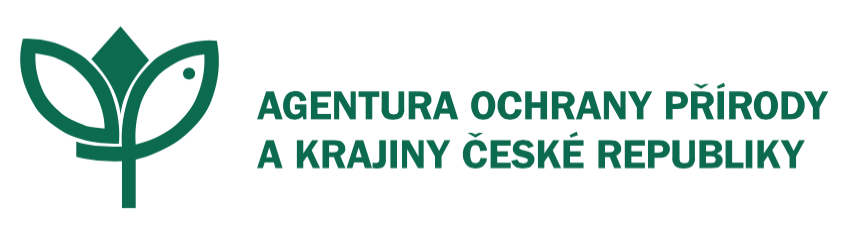 AGENTURA OCHRANY PŘÍRODY
A KRAJINY ČESKÉ REPUBLIKY